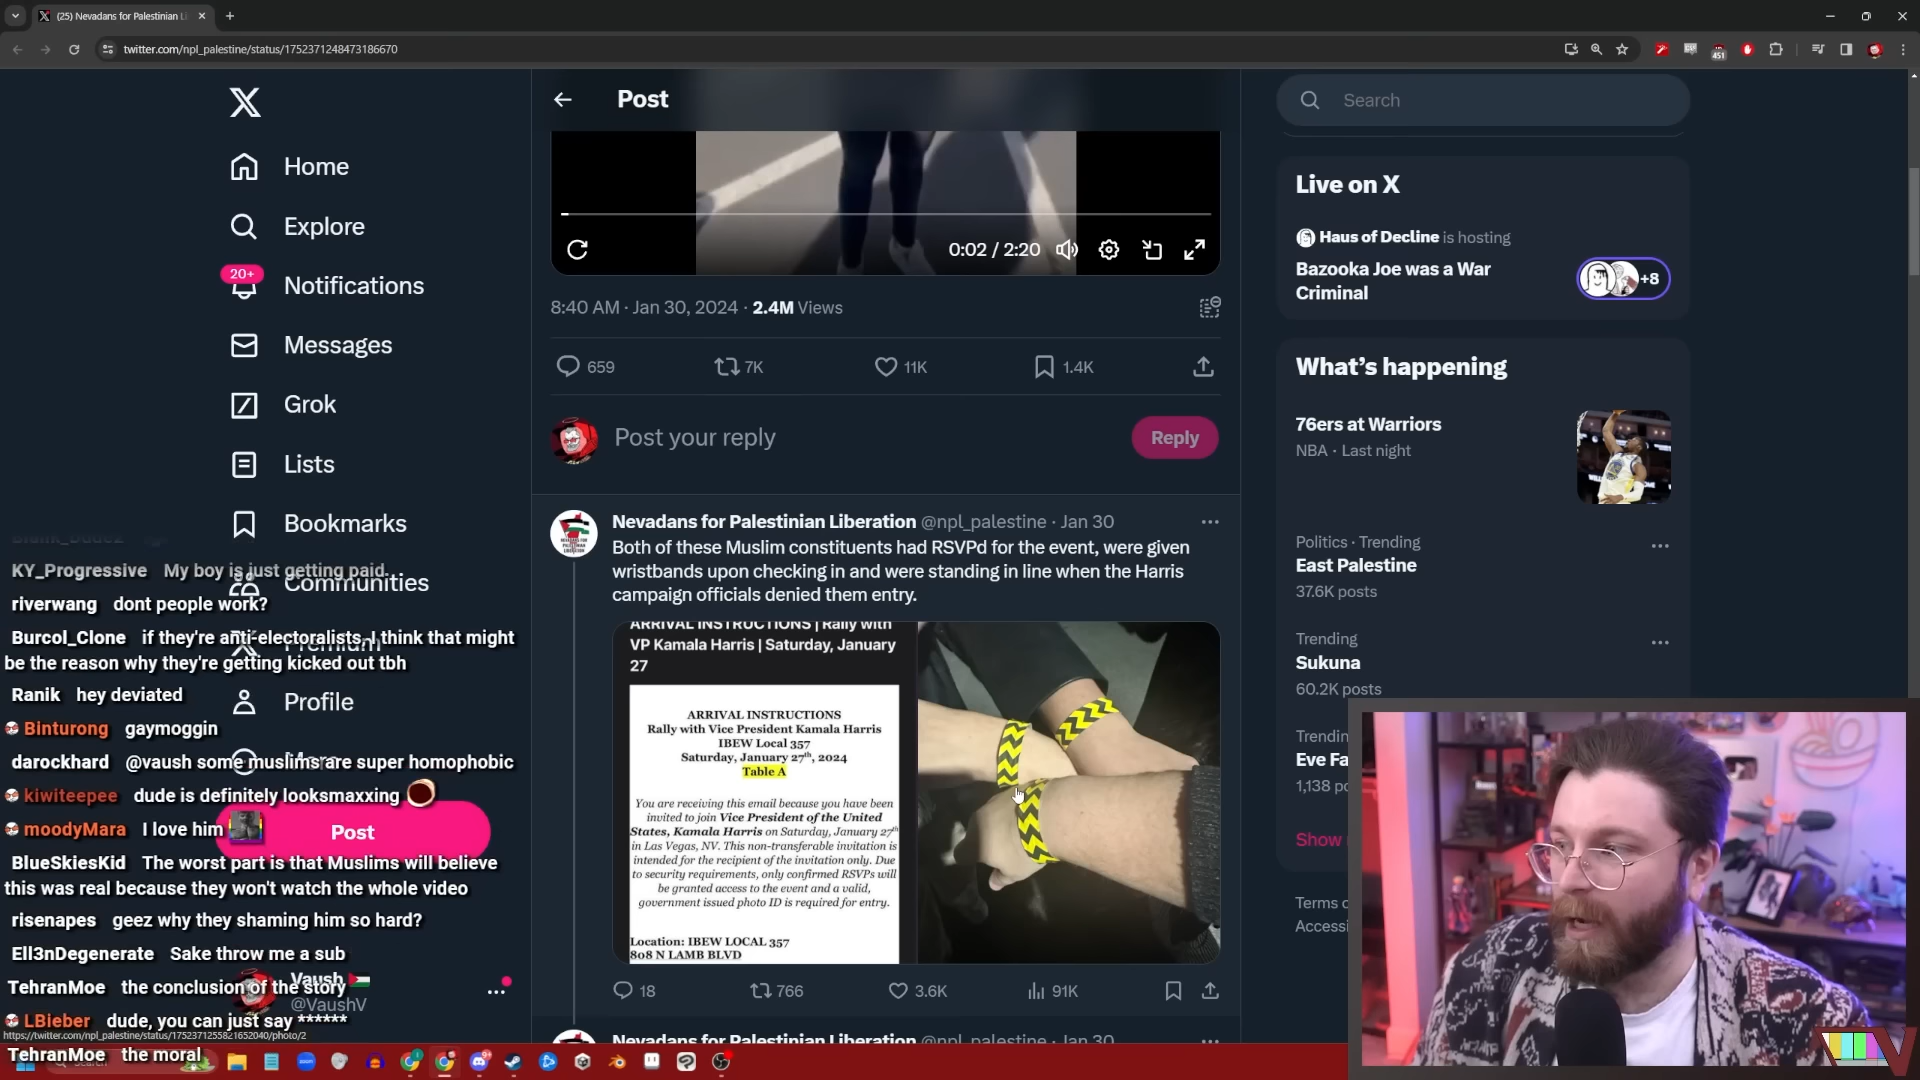 (25) Nevadans for Palestinian Li
twitter.com/npl_palestine/status/1752371248473186670
451
Home
Explore
20+
Notifications
Messages
Grok
Lists
Bookmarks
Communities
Premium
Profile
More
Post
Vaush
@VaushV
Post
0:02 / 2:20
8:40 AM · Jan 30, 2024 · 2.4M Views
659
7K
11K
1.4K
Post your reply
Reply
Nevadans for Palestinian Liberation @npl_palestine · Jan 30
Both of these Muslim constituents had RSVPd for the event, were given
wristbands upon checking in and were standing in line when the Harris
campaign officials denied them entry.
ARRIVAL INSTRUCTIONS | Rally with
VP Kamala Harris | Saturday, January
27
ARRIVAL INSTRUCTIONS
Rally with Vice President Kamala Harris
IBEW Local 357
Saturday, January 27th, 2024
Table A
You are receiving this email because you have been
invited to join Vice President of the United
States, Kamala Harris on Saturday, January 27th
in Las Vegas, NV. This non-transferable invitation is
intended for the recipient of the invitation only. Due
to security requirements, only confirmed RSVPs will
be granted access to the event and a valid,
government issued photo ID is required for entry.
Location: IBEW LOCAL 357
808 N LAMB BLVD
18
766
3.6K
91K
Nevadans for Palestinian Liberation @npl_palestine · Jan 30
Search
Live on X
Haus of Decline is hosting
Bazooka Joe was a War
Criminal
+8
What's happening
76ers at Warriors
NBA · Last night
Politics · Trending
East Palestine
37.6K posts
Trending
Sukuna
60.2K posts
Trendin
Eve Fa
1,138 po
Show
Terms o
Accessi
KY_Progressive My boy is just getting paid.
riverwang dont people work?
Burcol_Clone if they're anti-electoralists, I think that might
be the reason why they're getting kicked out tbh
Ranik hey deviated
Binturong gaymoggin
darockhard @vaush some muslims are super homophobic
kiwiteepee dude is definitely looksmaxxing
moodyMara I love him
BlueSkiesKid The worst part is that Muslims will believe
this was real because they won't watch the whole video
risenapes geez why they shaming him so hard?
Ell3nDegenerate Sake throw me a sub
TehranMoe the conclusion of the story
LBieber dude, you can just say ******
https://twitter.com/npl_palestine/status/1752371255821652040/photo/2
TehranMoe the moral
Search